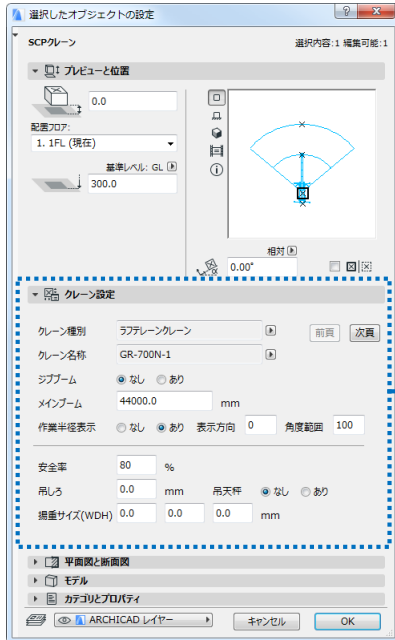 選択したオブジェクトの設定
SCPクレーン 選択内容:1 編集可能:1
プレビューと位置
0.0
配置フロア:
1. 1FL (現在)
基準レベル: GL
300.0
相対
0.00°
クレーン設定
クレーン種別 ラフテレーンクレーン 前頁 次頁
クレーン名称 GR-700N-1
ジブブーム なし あり
メインブーム 44000.0 mm
作業半径表示 なし あり 表示方向 0 角度範囲 100
安全率 80 %
吊しろ 0.0 mm 吊天秤 なし あり
揚重サイズ(WDH) 0.0 0.0 0.0 mm
平面図と断面図
モデル
カテゴリとプロパティ
ARCHICAD レイヤー キャンセル OK